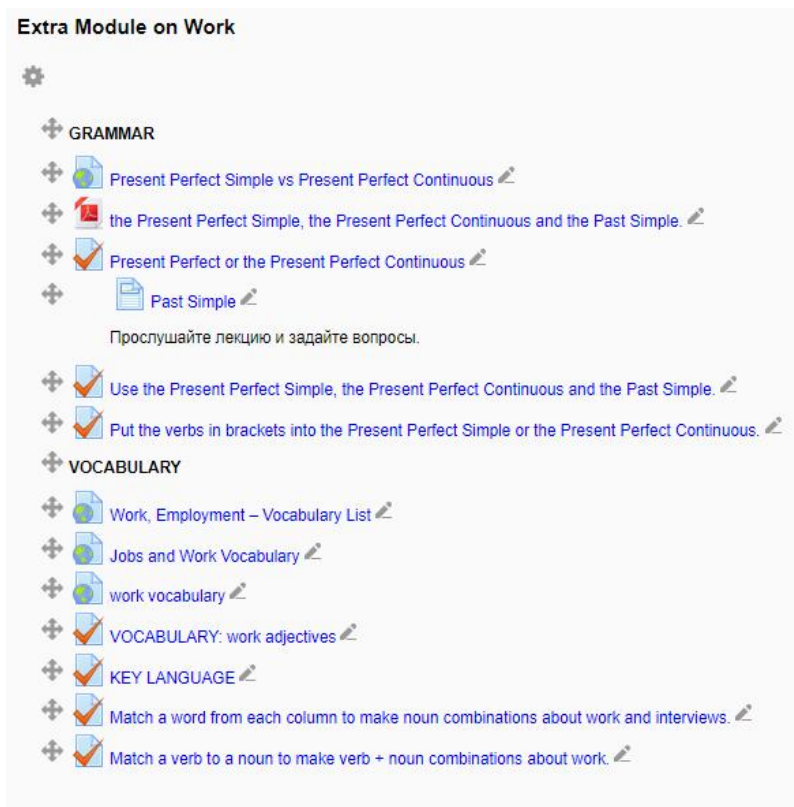 Extra Module on Work
GRAMMAR
Present Perfect Simple vs Present Perfect Continuous
the Present Perfect Simple, the Present Perfect Continuous and the Past Simple.
Present Perfect or the Present Perfect Continuous
Past Simple
Прослушайте лекцию и задайте вопросы.
Use the Present Perfect Simple, the Present Perfect Continuous and the Past Simple.
Put the verbs in brackets into the Present Perfect Simple or the Present Perfect Continuous.
VOCABULARY
Work, Employment – Vocabulary List
Jobs and Work Vocabulary
work vocabulary
VOCABULARY: work adjectives
KEY LANGUAGE
Match a word from each column to make noun combinations about work and interviews.
Match a verb to a noun to make verb + noun combinations about work.